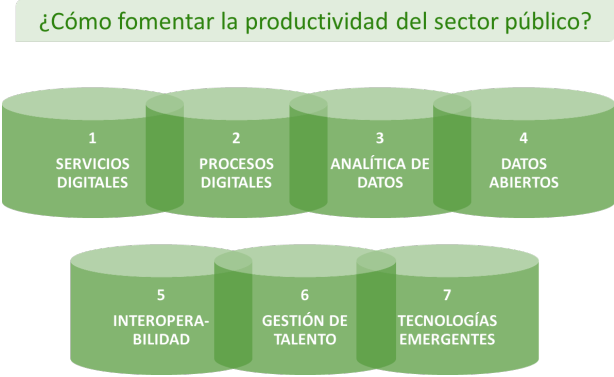 ¿Cómo fomentar la productividad del sector público?
1
SERVICIOS
DIGITALES
2
PROCESOS
DIGITALES
3
ANALÍTICA DE
DATOS
4
DATOS
ABIERTOS
5
INTEROPERA-
BILIDAD
6
GESTIÓN DE
TALENTO
7
TECNOLOGÍAS
EMERGENTES